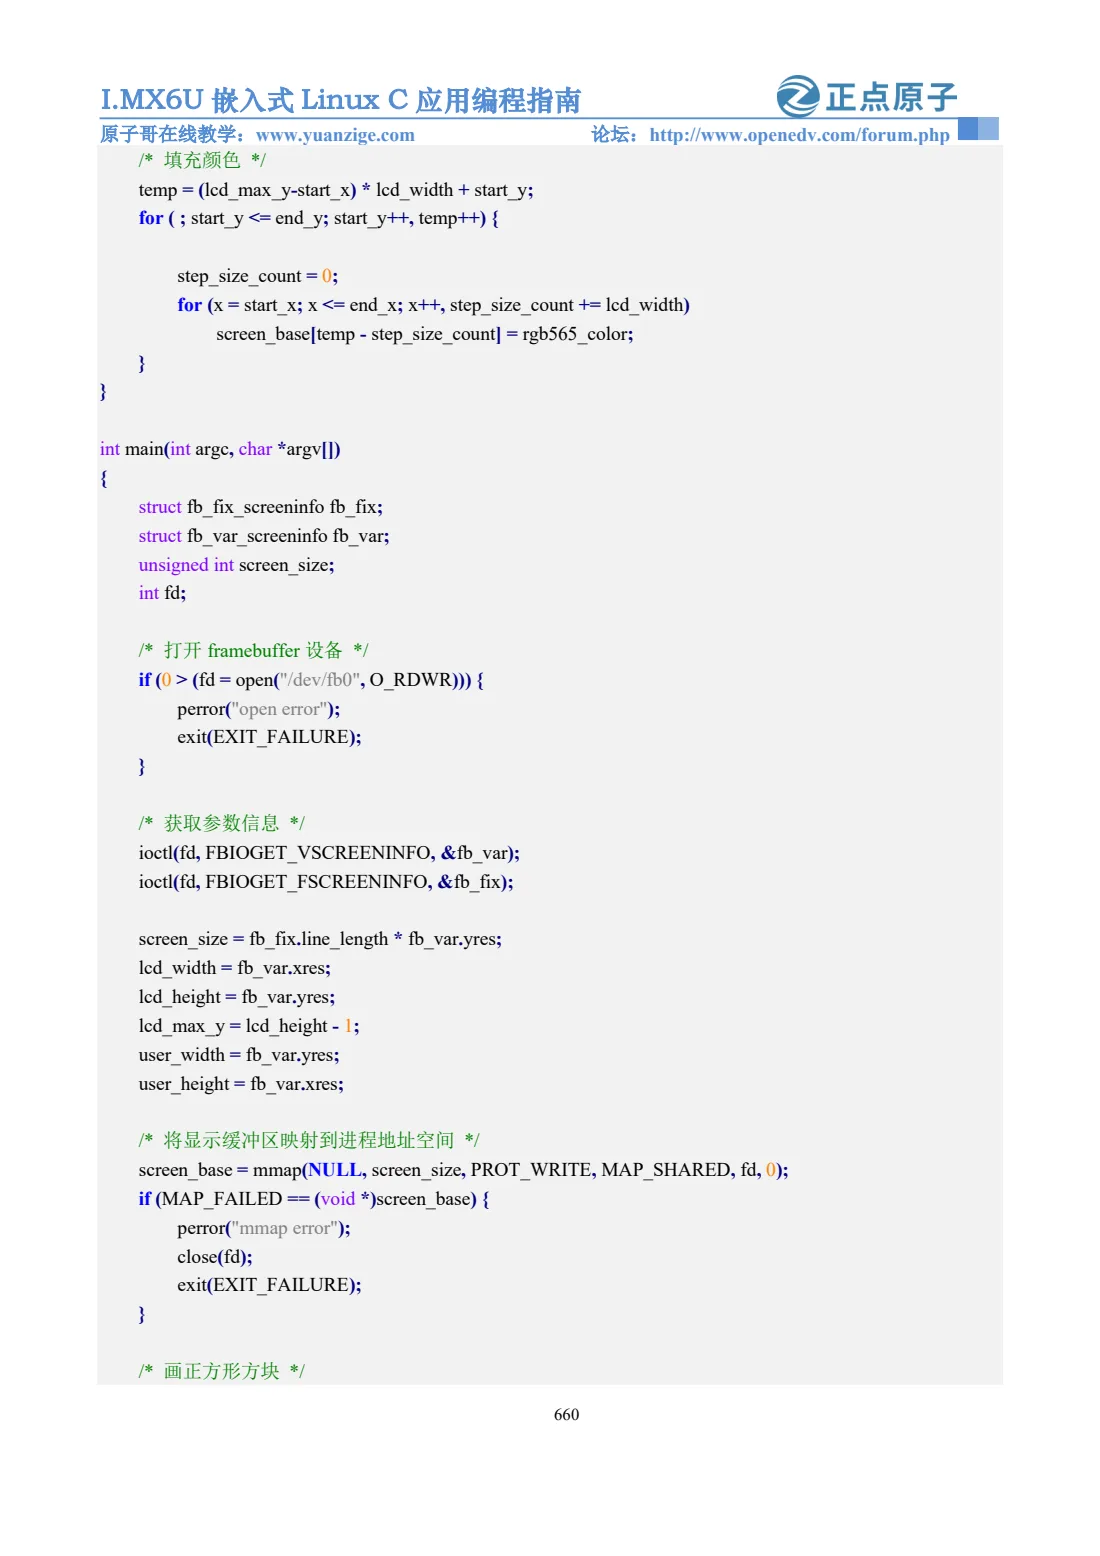 I.MX6U 嵌入式 Linux C 应用编程指南
正点原子
原子哥在线教学：www.yuanzige.com 论坛：http://www.openedv.com/forum.php
/* 填充颜色 */
temp = (lcd_max_y-start_x) * lcd_width + start_y;
for ( ; start_y <= end_y; start_y++, temp++) {
step_size_count = 0;
for (x = start_x; x <= end_x; x++, step_size_count += lcd_width)
screen_base[temp - step_size_count] = rgb565_color;
}
}
int main(int argc, char *argv[])
{
struct fb_fix_screeninfo fb_fix;
struct fb_var_screeninfo fb_var;
unsigned int screen_size;
int fd;
/* 打开 framebuffer 设备 */
if (0 > (fd = open("/dev/fb0", O_RDWR))) {
perror("open error");
exit(EXIT_FAILURE);
}
/* 获取参数信息 */
ioctl(fd, FBIOGET_VSCREENINFO, &fb_var);
ioctl(fd, FBIOGET_FSCREENINFO, &fb_fix);
screen_size = fb_fix.line_length * fb_var.yres;
lcd_width = fb_var.xres;
lcd_height = fb_var.yres;
lcd_max_y = lcd_height - 1;
user_width = fb_var.yres;
user_height = fb_var.xres;
/* 将显示缓冲区映射到进程地址空间 */
screen_base = mmap(NULL, screen_size, PROT_WRITE, MAP_SHARED, fd, 0);
if (MAP_FAILED == (void *)screen_base) {
perror("mmap error");
close(fd);
exit(EXIT_FAILURE);
}
/* 画正方形方块 */
660